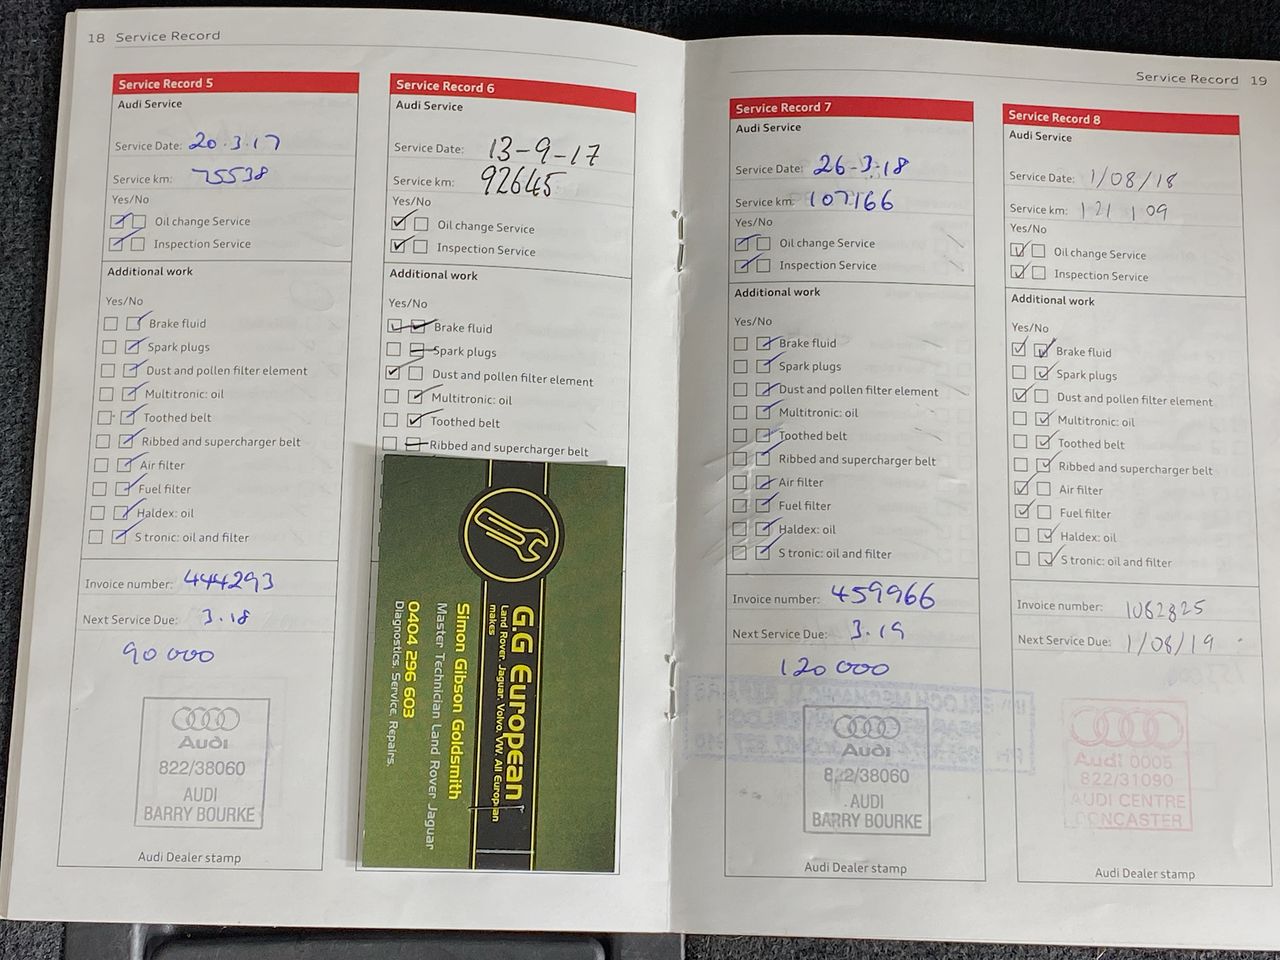 18 Service Record
Service Record 5
Audi Service
Service Date: 20.3.17
Service km: 75538
Yes/No
Oil change Service
Inspection Service
Additional work
Yes/No
Brake fluid
Spark plugs
Dust and pollen filter element
Multitronic: oil
Toothed belt
Ribbed and supercharger belt
Air filter
Fuel filter
Haldex: oil
S tronic: oil and filter
Invoice number: 444293
Next Service Due: 3.18
90 000
Audi
822/38060
AUDI
BARRY BOURKE
Audi Dealer stamp
Service Record 6
Audi Service
Service Date: 13-9-17
Service km: 92645
Yes/No
Oil change Service
Inspection Service
Additional work
Yes/No
Brake fluid
Spark plugs
Dust and pollen filter element
Multitronic: oil
Toothed belt
Ribbed and supercharger belt
G.G European
Land Rover, Jaguar, Volvo, VW, All European
makes
Simon Gibson Goldsmith
Master Technician Land Rover Jaguar
0404 296 603
Diagnostics, Service, Repairs.
Service Record 19
Service Record 7
Audi Service
Service Date: 26-3-18
Service km: 107166
Yes/No
Oil change Service
Inspection Service
Additional work
Yes/No
Brake fluid
Spark plugs
Dust and pollen filter element
Multitronic: oil
Toothed belt
Ribbed and supercharger belt
Air filter
Fuel filter
Haldex: oil
S tronic: oil and filter
Invoice number: 459966
Next Service Due: 3.19
120 000
Audi
822/38060
AUDI
BARRY BOURKE
Audi Dealer stamp
Service Record 8
Audi Service
Service Date: 1/08/18
Service km: 121 109
Yes/No
Oil change Service
Inspection Service
Additional work
Yes/No
Brake fluid
Spark plugs
Dust and pollen filter element
Multitronic: oil
Toothed belt
Ribbed and supercharger belt
Air filter
Fuel filter
Haldex: oil
S tronic: oil and filter
Invoice number: 1062825
Next Service Due: 1/08/19
Audi 0005
822/31090
AUDI CENTRE
DONCASTER
Audi Dealer stamp